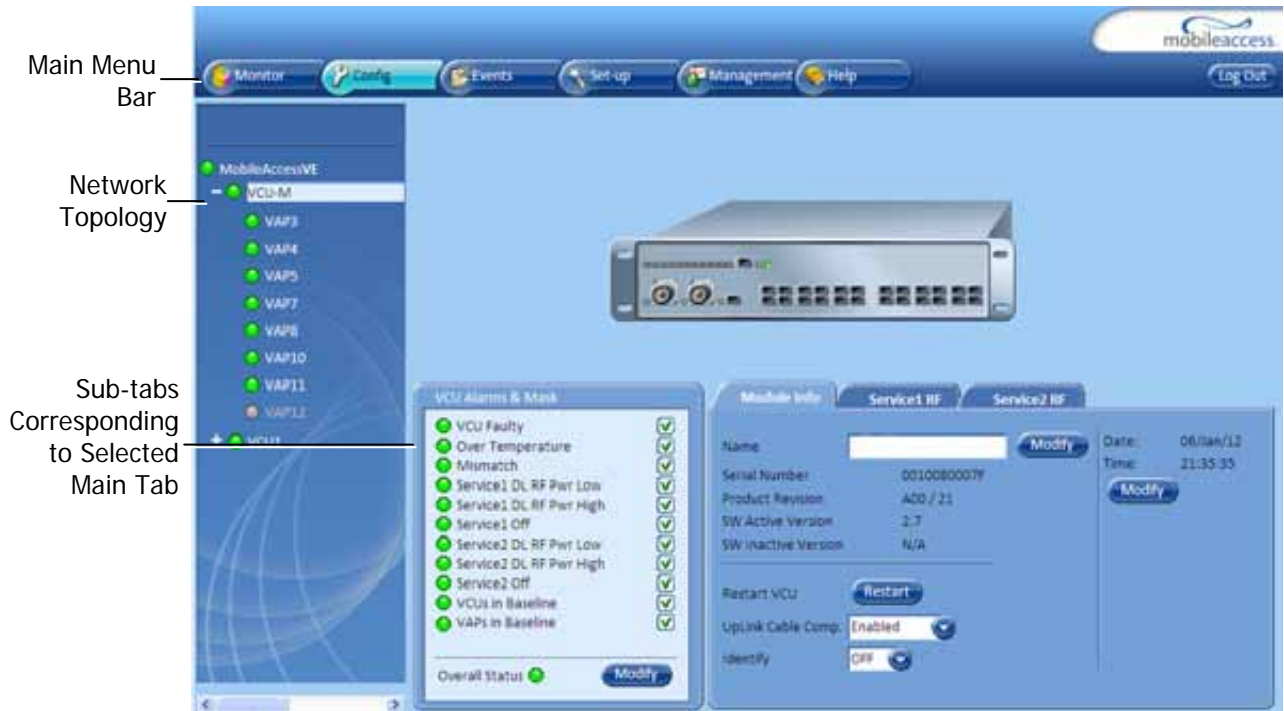 mobileaccess
Main Menu
Bar
Monitor
Config
Events
Set-up
Management
Help
Log Out
MobileAccessVE
Network
Topology
VCU-M
VAP3
VAP4
VAP5
VAP7
VAP8
VAP10
VAP11
VAP12
VCU1
Sub-tabs
Corresponding
to Selected
Main Tab
VCU Alarms & Mask
VCU Faulty
Over Temperature
Mismatch
Service1 DL RF Pwr Low
Service1 DL RF Pwr High
Service1 Off
Service2 DL RF Pwr Low
Service2 DL RF Pwr High
Service2 Off
VCUs in Baseline
VAPs in Baseline
Overall Status
Modify
Module Info
Service1 RF
Service2 RF
Name
Modify
Serial Number 0010080007F
Product Revision A00 / 21
SW Active Version 2.7
SW Inactive Version N/A
Restart VCU
Restart
UpLink Cable Comp. Enabled
Identify OFF
Date: 06/Jan/12
Time: 21:35:35
Modify